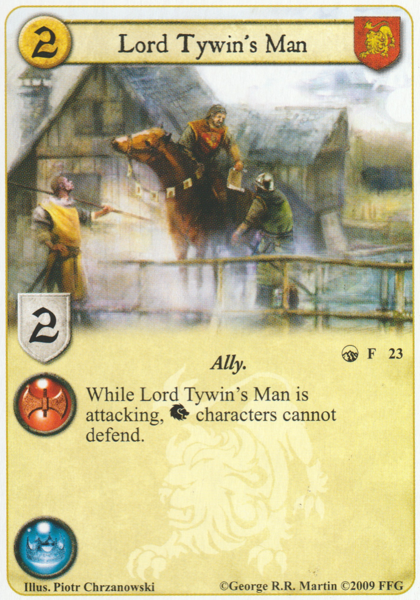 2
Lord Tywin's Man
2
Ally.
F 23
While Lord Tywin's Man is
attacking, characters cannot
defend.
Illus. Piotr Chrzanowski
©George R.R. Martin ©2009 FFG